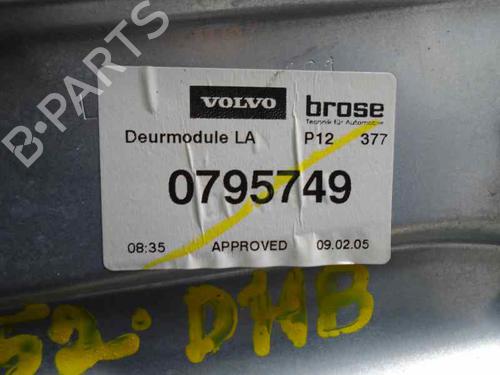 B-PARTS
VOLVO brose
Technik für Automobile
Deurmodule LA P12 377
0795749
08:35 APPROVED 09.02.05
52. DHB